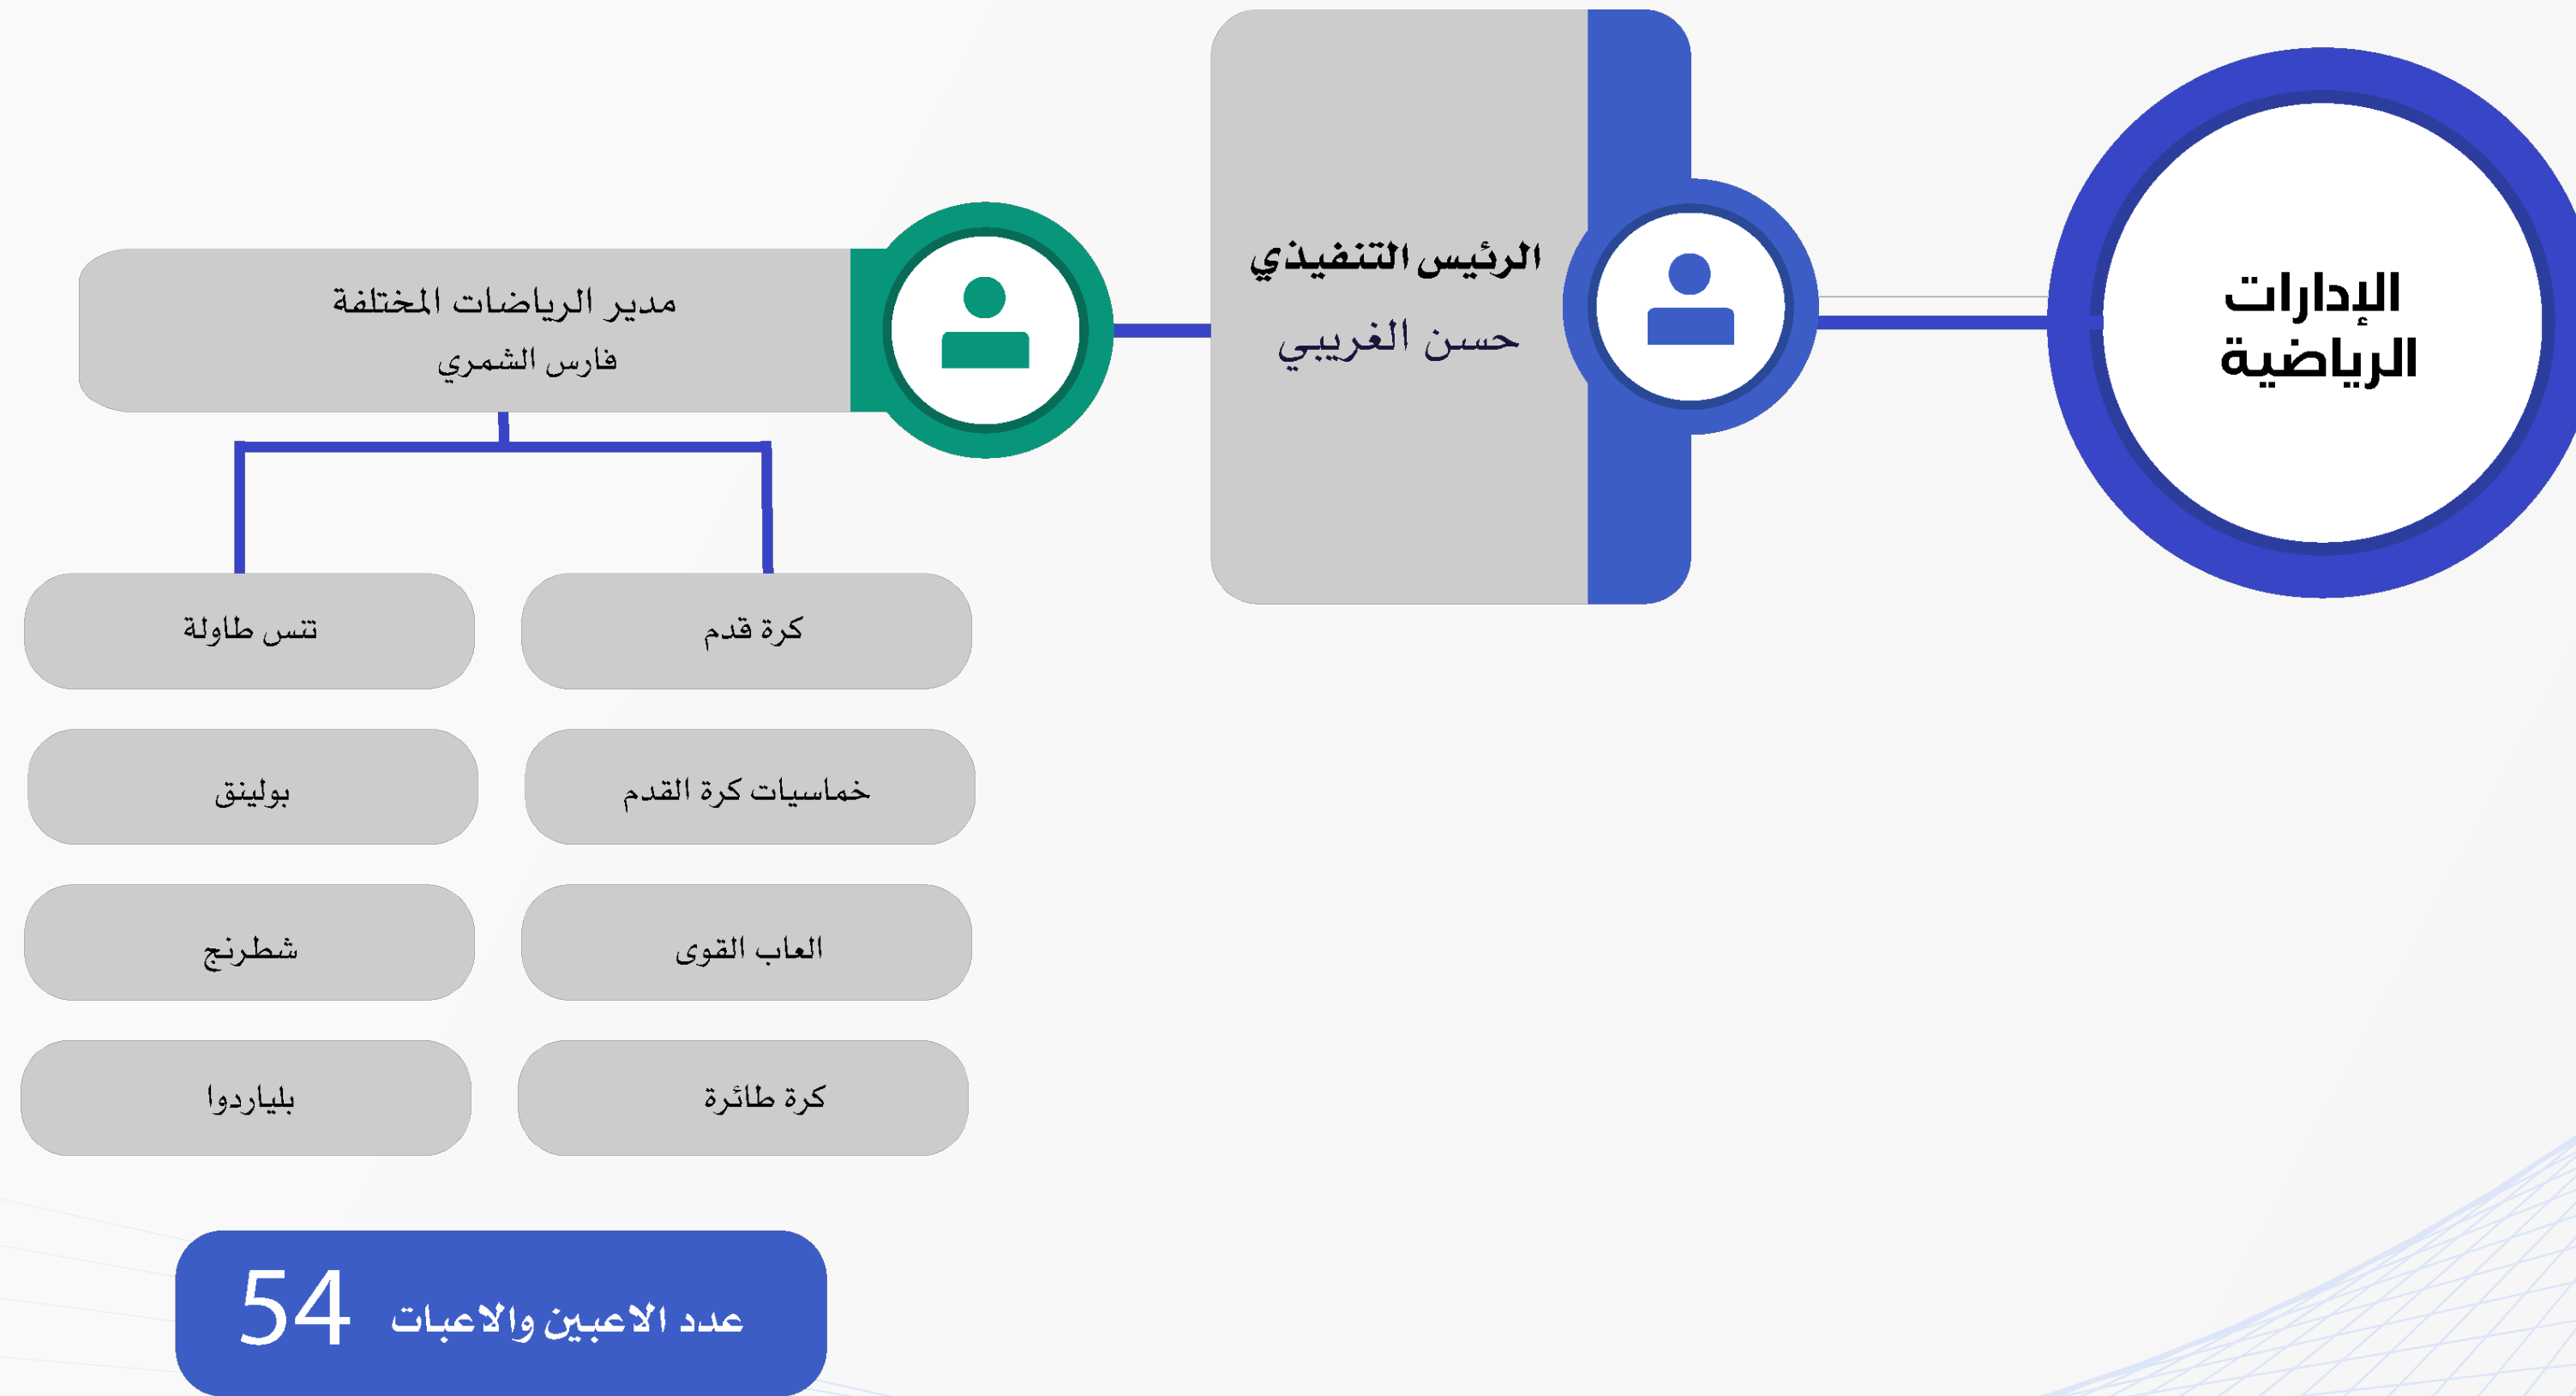 الإدارات
الرياضية
الرئيس التنفيذي
حسن الغريبي
مدير الرياضات المختلفة
فارس الشمري
كرة قدم
تنس طاولة
خماسيات كرة القدم
بولينق
العاب القوى
شطرنج
كرة طائرة
بلياردوا
عدد الاعبين والاعبات 54